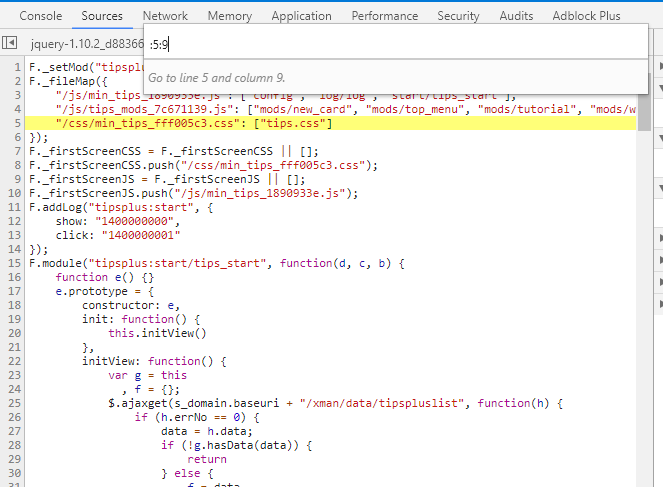 Console Sources Network Memory Application Performance Security Audits Adblock Plus
jquery-1.10.2_d88366
:5:9
Go to line 5 and column 9.
1 F._setMod("tipsplus
2 F._fileMap({
3 "/js/min_tips_1890933e.js": ["config", "log/log", "start/tips_start"],
4 "/js/tips_mods_7c671139.js": ["mods/new_card", "mods/top_menu", "mods/tutorial", "mods/w
5 "/css/min_tips_fff005c3.css": ["tips.css"]
6 });
7 F._firstScreenCSS = F._firstScreenCSS || [];
8 F._firstScreenCSS.push("/css/min_tips_fff005c3.css");
9 F._firstScreenJS = F._firstScreenJS || [];
10 F._firstScreenJS.push("/js/min_tips_1890933e.js");
11 F.addLog("tipsplus:start", {
12 show: "1400000000",
13 click: "1400000001"
14 });
15 F.module("tipsplus:start/tips_start", function(d, c, b) {
16 function e() {}
17 e.prototype = {
18 constructor: e,
19 init: function() {
20 this.initView()
21 },
22 initView: function() {
23 var g = this
24 , f = {};
25 $.ajaxget(s_domain.baseuri + "/xman/data/tipspluslist", function(h) {
26 if (h.errNo == 0) {
27 data = h.data;
28 if (!g.hasData(data)) {
29 return
30 } else {
31 f = data